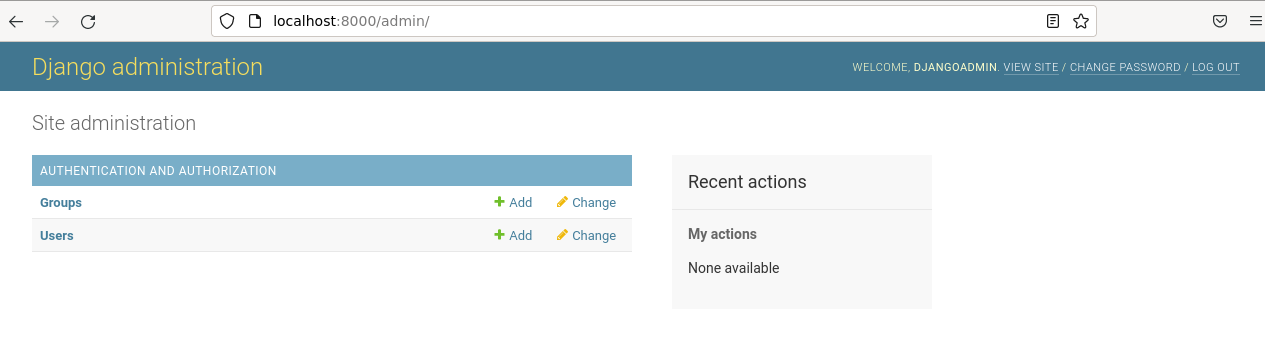 localhost:8000/admin/
Django administration
WELCOME, DJANGOADMIN. VIEW SITE / CHANGE PASSWORD / LOG OUT
Site administration
AUTHENTICATION AND AUTHORIZATION
Groups Add Change
Users Add Change
Recent actions
My actions
None available